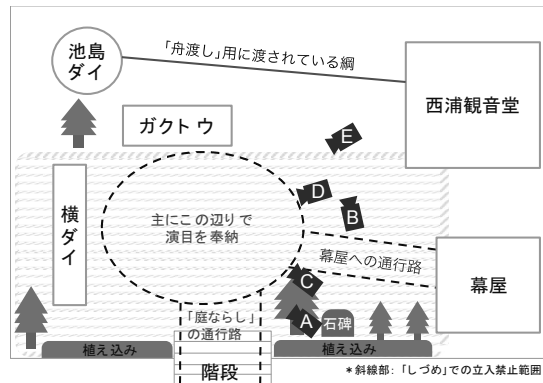 池島
ダイ
「舟渡し」用に渡されている綱
西浦観音堂
ガクトウ
E
D
B
横ダイ
主にこの辺りで
演目を奉納
幕屋への通行路
幕屋
C
A
石碑
「庭ならし」
の通行路
植え込み
階段
植え込み
＊斜線部：「しづめ」での立入禁止範囲